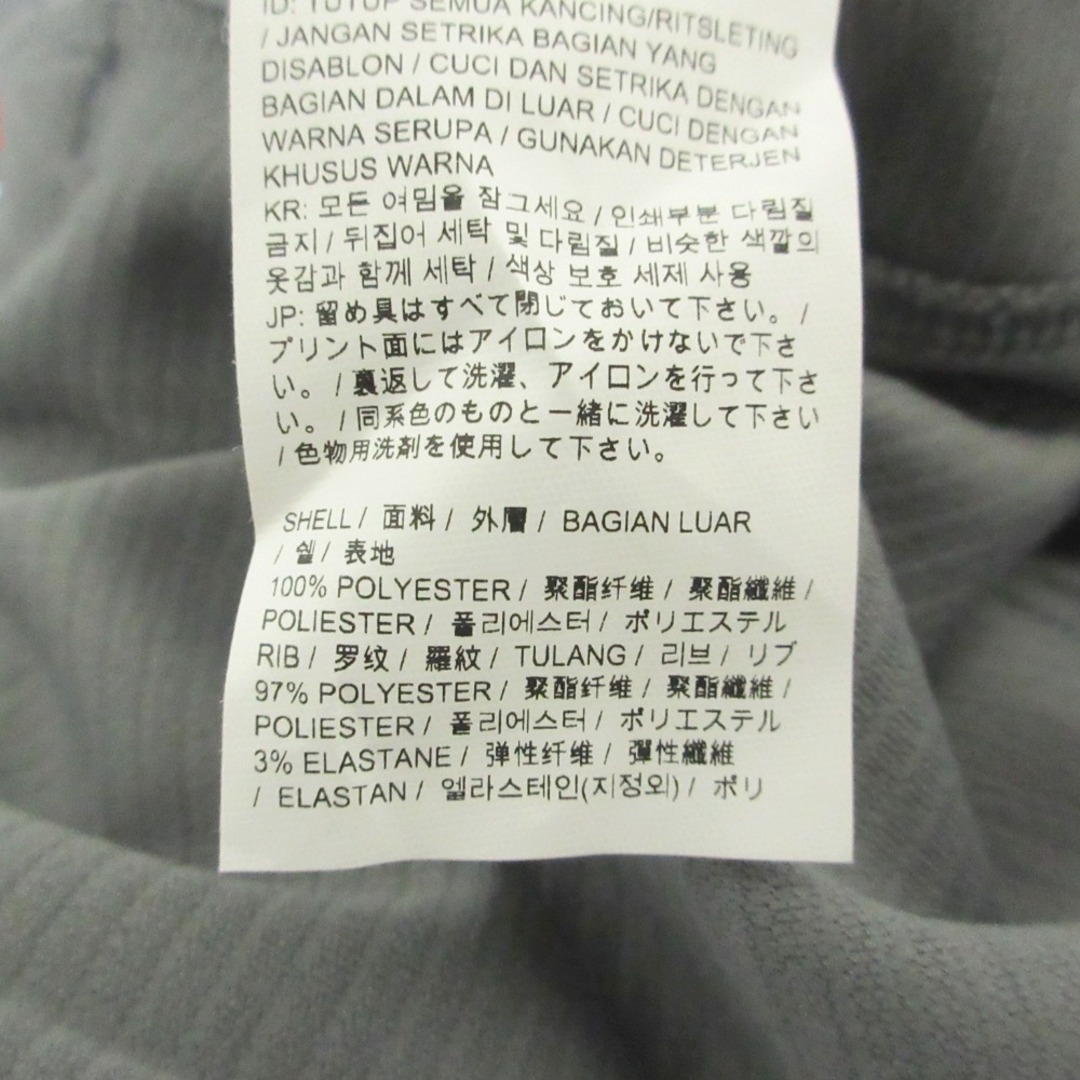 ID: TUTUP SEMUA KANCING/RITSLETING
/ JANGAN SETRIKA BAGIAN YANG
DISABLON / CUCI DAN SETRIKA DENGAN
BAGIAN DALAM DI LUAR / CUCI DENGAN
WARNA SERUPA / GUNAKAN DETERJEN
KHUSUS WARNA
KR: 모든 여밈을 잠그세요 / 인쇄부분 다림질
금지 / 뒤집어 세탁 및 다림질 / 비슷한 색깔의
옷감과 함께 세탁 / 색상 보호 세제 사용
JP: 留め具はすべて閉じておいて下さい。 /
プリント面にはアイロンをかけないで下さ
い。 / 裏返して洗濯、アイロンを行って下さ
い。 / 同系色のものと一緒に洗濯して下さい
/ 色物用洗剤を使用して下さい。
SHELL / 面料 / 外層 / BAGIAN LUAR
/ 쉘 / 表地
100% POLYESTER / 聚酯纤维 / 聚酯纖維 /
POLIESTER / 폴리에스터 / ポリエステル
RIB / 罗纹 / 羅紋 / TULANG / 리브 / リブ
97% POLYESTER / 聚酯纤维 / 聚酯纖維 /
POLIESTER / 폴리에스터 / ポリエステル
3% ELASTANE / 弹性纤维 / 彈性纖維
/ ELASTAN / 엘라스테인(지정외) / ポリ